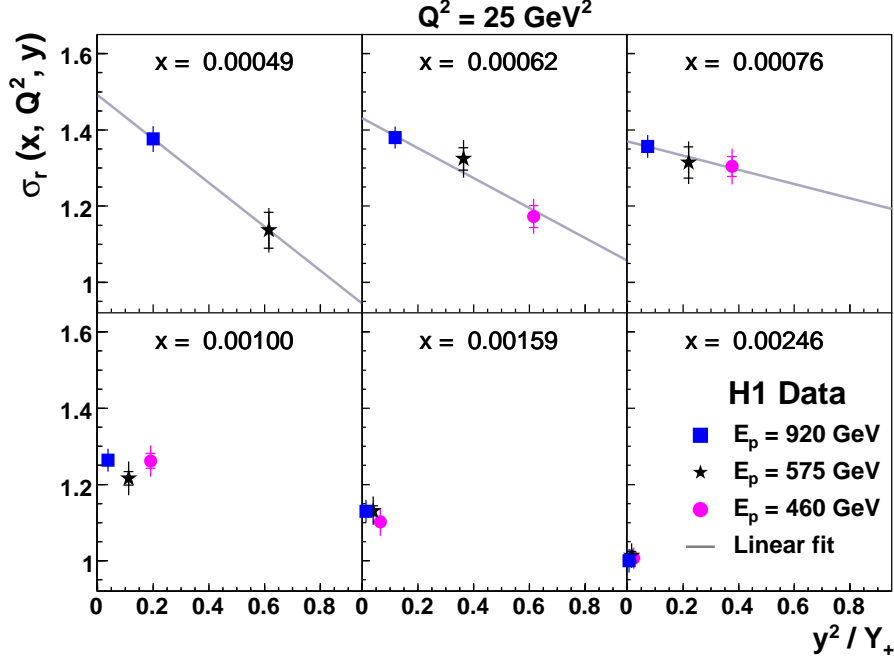 Q² = 25 GeV²
σᵣ (x, Q², y)
x = 0.00049
x = 0.00062
x = 0.00076
1.6
1.4
1.2
1
x = 0.00100
x = 0.00159
x = 0.00246
1.6
1.4
1.2
1
H1 Data
Eₚ = 920 GeV
Eₚ = 575 GeV
Eₚ = 460 GeV
Linear fit
0 0.2 0.4 0.6 0.8 0 0.2 0.4 0.6 0.8 0 0.2 0.4 0.6 0.8
y² / Y₊